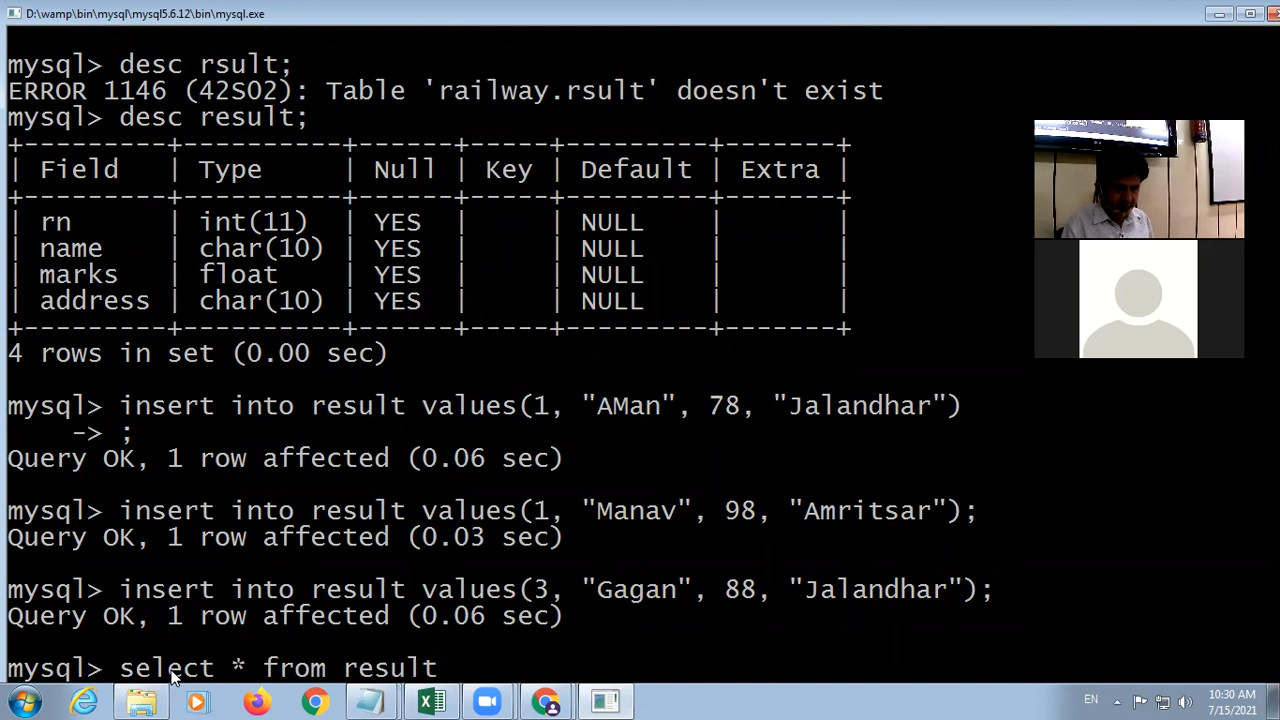 D:\wamp\bin\mysql\mysql5.6.12\bin\mysql.exe
mysql> desc rsult;
ERROR 1146 (42S02): Table 'railway.rsult' doesn't exist
mysql> desc result;
+---------+----------+------+-----+---------+-------+
| Field   | Type     | Null | Key | Default | Extra |
+---------+----------+------+-----+---------+-------+
| rn      | int(11)  | YES  |     | NULL    |       |
| name    | char(10) | YES  |     | NULL    |       |
| marks   | float    | YES  |     | NULL    |       |
| address | char(10) | YES  |     | NULL    |       |
+---------+----------+------+-----+---------+-------+
4 rows in set (0.00 sec)
mysql> insert into result values(1, "AMan", 78, "Jalandhar")
    -> ;
Query OK, 1 row affected (0.06 sec)
mysql> insert into result values(1, "Manav", 98, "Amritsar");
Query OK, 1 row affected (0.03 sec)
mysql> insert into result values(3, "Gagan", 88, "Jalandhar");
Query OK, 1 row affected (0.06 sec)
mysql> select * from result
EN
10:30 AM
7/15/2021